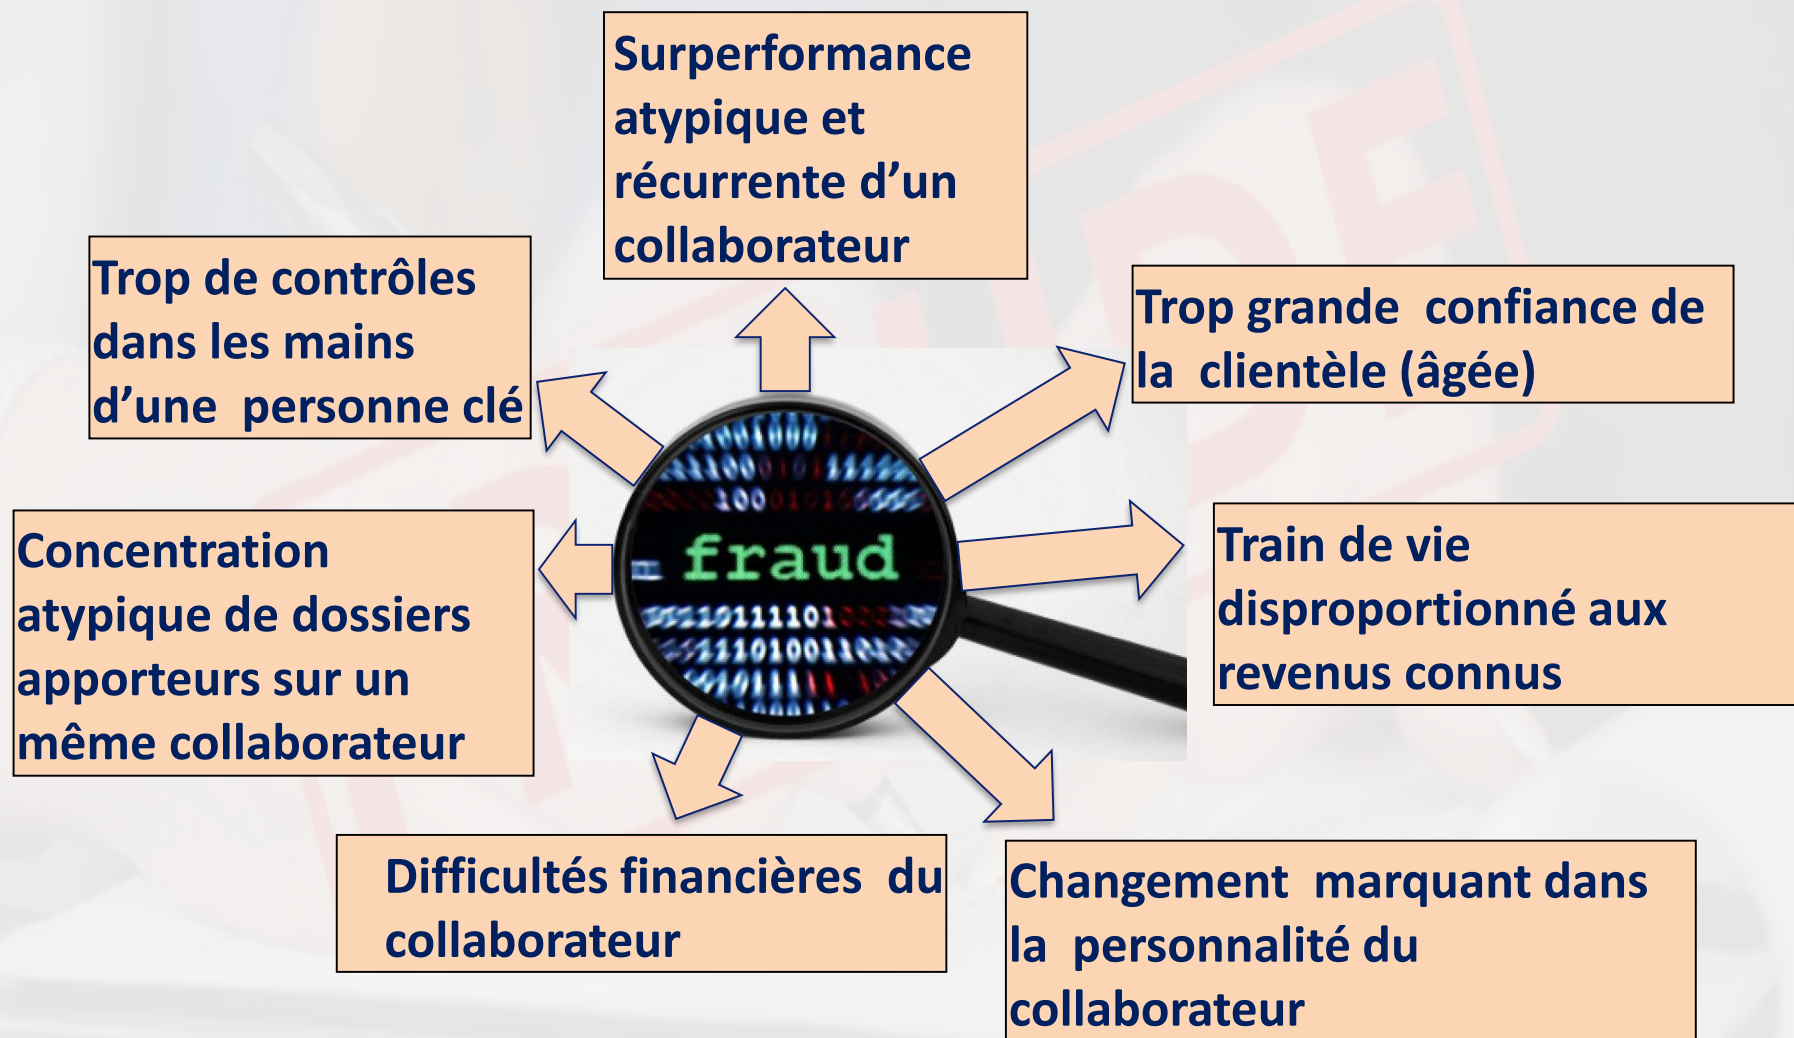 Surperformance
atypique et
récurrente d’un
collaborateur
Trop de contrôles
dans les mains
d’une personne clé
Trop grande confiance de
la clientèle (âgée)
Concentration
atypique de dossiers
apporteurs sur un
même collaborateur
fraud
Train de vie
disproportionné aux
revenus connus
Difficultés financières du
collaborateur
Changement marquant dans
la personnalité du
collaborateur